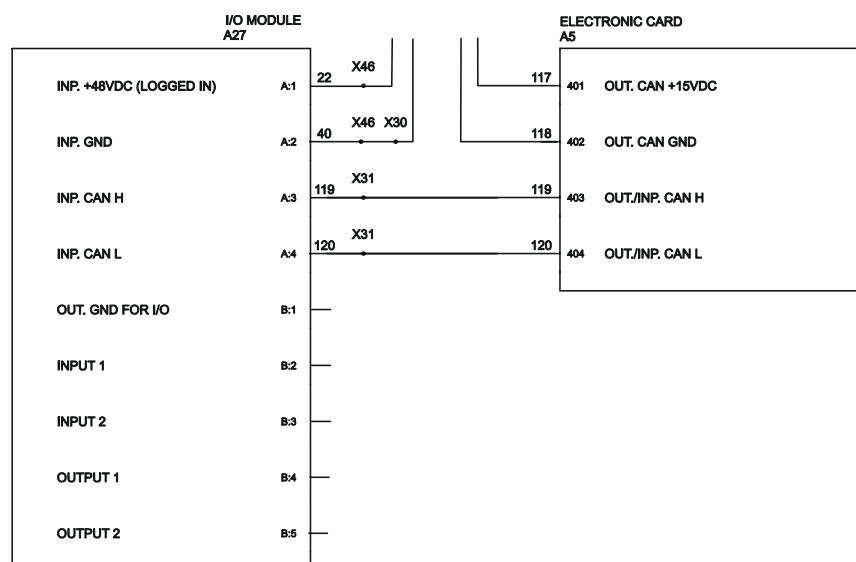 I/O MODULE
A27
ELECTRONIC CARD
A5
INP. +48VDC (LOGGED IN) A:1 22 X46
117 401 OUT. CAN +15VDC
INP. GND A:2 40 X46 X30
118 402 OUT. CAN GND
INP. CAN H A:3 119 X31
119 403 OUT./INP. CAN H
INP. CAN L A:4 120 X31
120 404 OUT./INP. CAN L
OUT. GND FOR I/O B:1
INPUT 1 B:2
INPUT 2 B:3
OUTPUT 1 B:4
OUTPUT 2 B:5